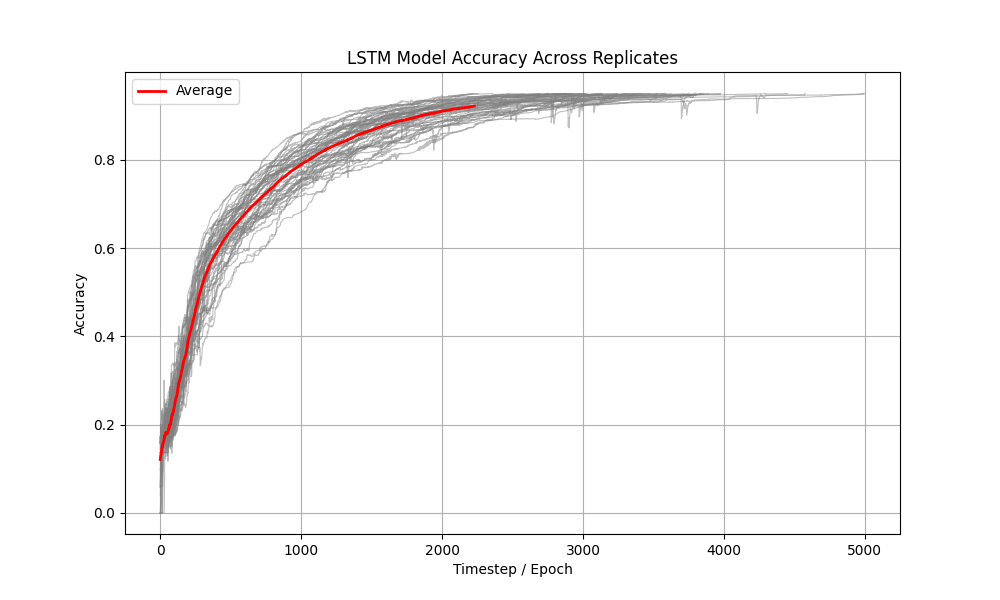 LSTM Model Accuracy Across Replicates
Average
Accuracy
0.8
0.6
0.4
0.2
0.0
0 1000 2000 3000 4000 5000
Timestep / Epoch